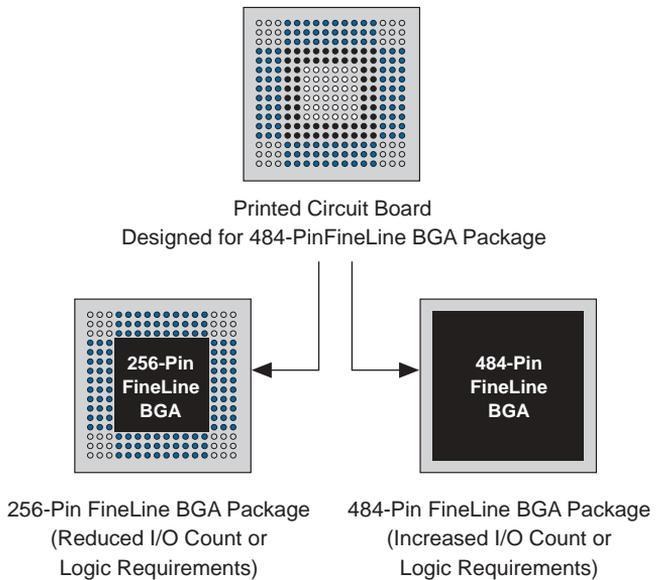 Printed Circuit Board
Designed for 484-PinFineLine BGA Package
256-Pin
FineLine
BGA
484-Pin
FineLine
BGA
256-Pin FineLine BGA Package
(Reduced I/O Count or
Logic Requirements)
484-Pin FineLine BGA Package
(Increased I/O Count or
Logic Requirements)